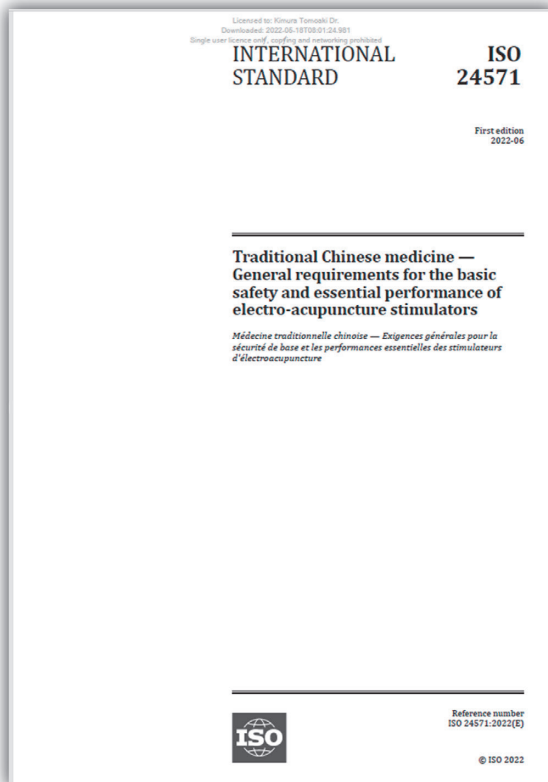 Licensed to: Kimura Tomoaki Dr.
Downloaded: 2022-06-18T08:01:24.981
Single user licence only, copying and networking prohibited
INTERNATIONAL STANDARD
ISO 24571
First edition
2022-06
Traditional Chinese medicine —
General requirements for the basic
safety and essential performance of
electro-acupuncture stimulators
Médecine traditionnelle chinoise — Exigences générales pour la
sécurité de base et les performances essentielles des stimulateurs
d'électroacupuncture
ISO
Reference number
ISO 24571:2022(E)
© ISO 2022